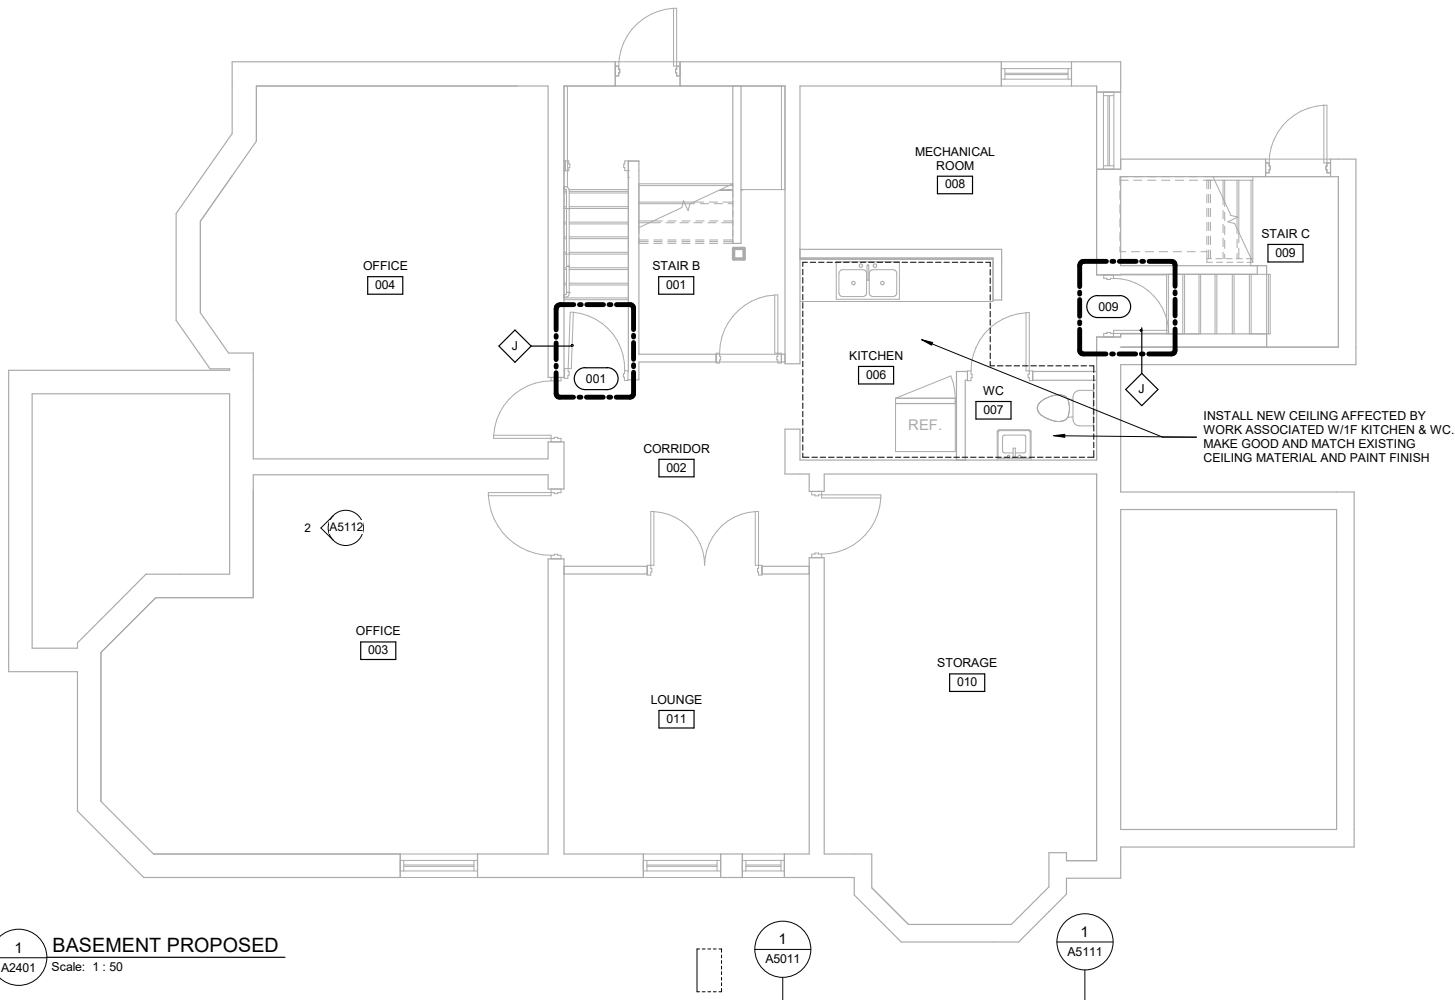 MECHANICAL
ROOM
008
STAIR C
009
OFFICE
004
STAIR B
001
009
J
001
KITCHEN
006
WC
007
J
REF.
INSTALL NEW CEILING AFFECTED BY
WORK ASSOCIATED W/1F KITCHEN & WC.
MAKE GOOD AND MATCH EXISTING
CEILING MATERIAL AND PAINT FINISH
CORRIDOR
002
2 A5112
OFFICE
003
STORAGE
010
LOUNGE
011
1
A2401
BASEMENT PROPOSED
Scale: 1 : 50
1
A5011
1
A5111